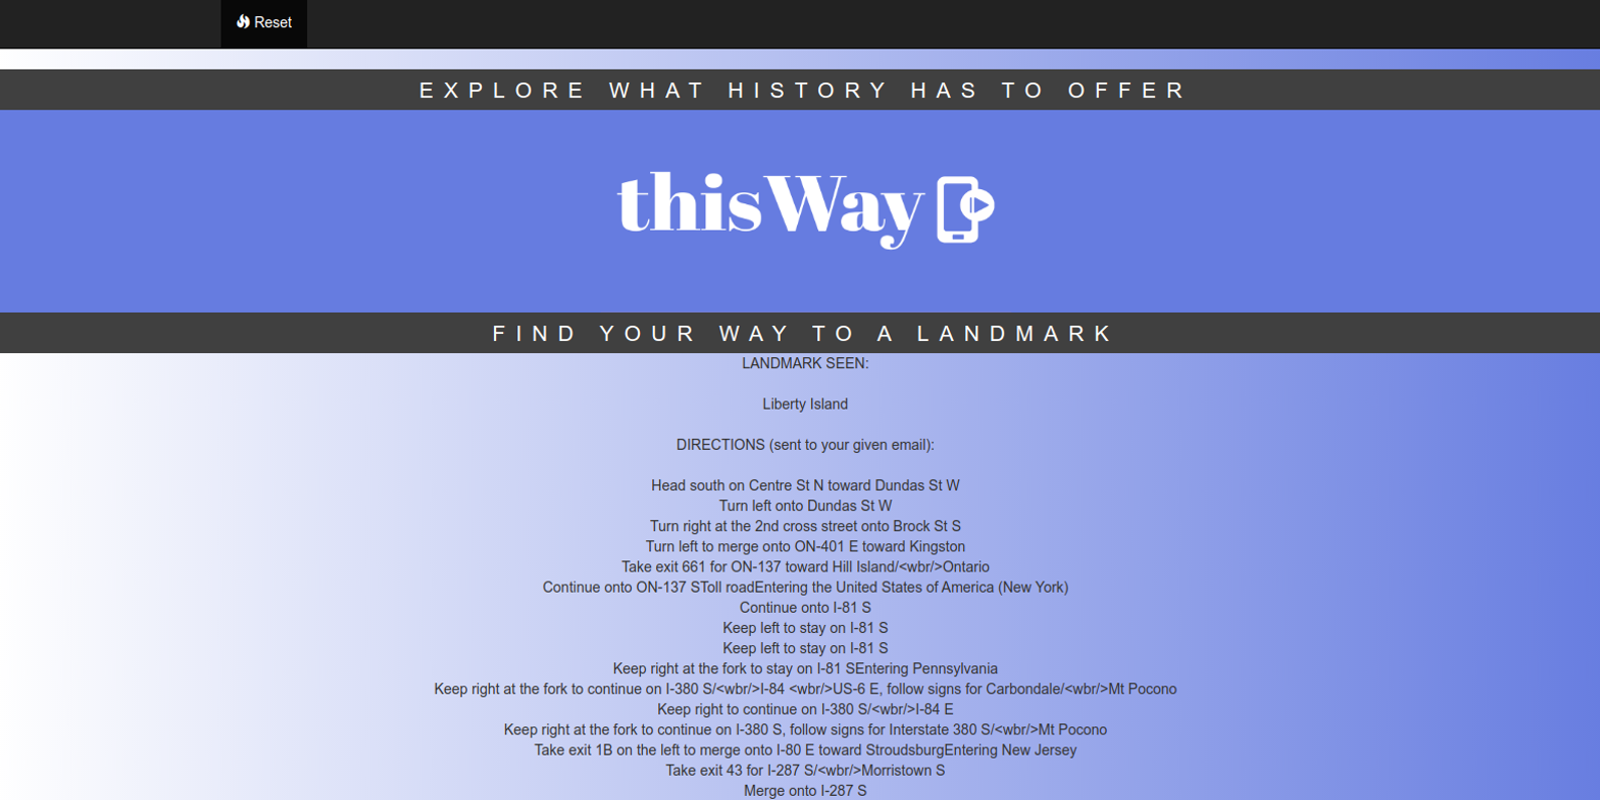 Reset
EXPLORE WHAT HISTORY HAS TO OFFER
thisWay
FIND YOUR WAY TO A LANDMARK
LANDMARK SEEN:
Liberty Island
DIRECTIONS (sent to your given email):
Head south on Centre St N toward Dundas St W
Turn left onto Dundas St W
Turn right at the 2nd cross street onto Brock St S
Turn left to merge onto ON-401 E toward Kingston
Take exit 661 for ON-137 toward Hill Island/<wbr/>Ontario
Continue onto ON-137 SToll roadEntering the United States of America (New York)
Continue onto I-81 S
Keep left to stay on I-81 S
Keep left to stay on I-81 S
Keep right at the fork to stay on I-81 SEntering Pennsylvania
Keep right at the fork to continue on I-380 S/<wbr/>I-84 <wbr/>US-6 E, follow signs for Carbondale/<wbr/>Mt Pocono
Keep right to continue on I-380 S/<wbr/>I-84 E
Keep right at the fork to continue on I-380 S, follow signs for Interstate 380 S/<wbr/>Mt Pocono
Take exit 1B on the left to merge onto I-80 E toward StroudsburgEntering New Jersey
Take exit 43 for I-287 S/<wbr/>Morristown S
Merge onto I-287 S